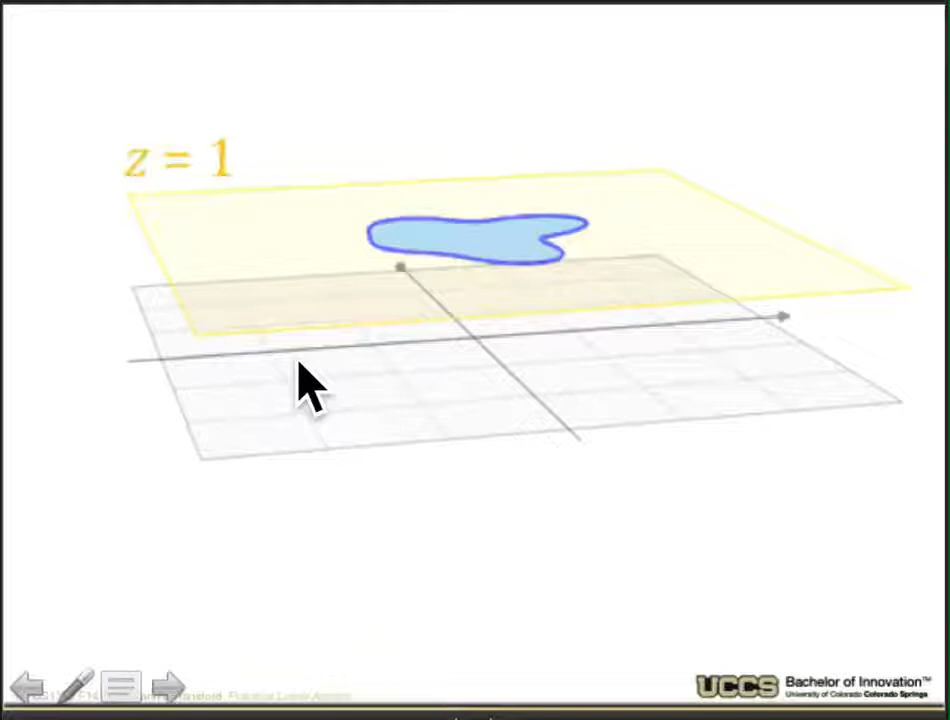 z = 1
UCCS
Bachelor of Innovation™
University of Colorado Colorado Springs